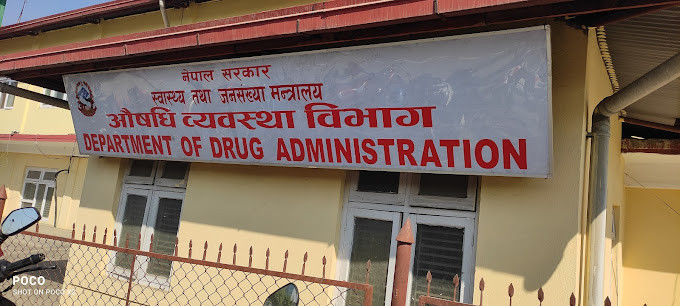 नेपाल सरकार
स्वास्थ्य तथा जनसंख्या मन्त्रालय
औषधि व्यवस्था विभाग
DEPARTMENT OF DRUG ADMINISTRATION
POCO
SHOT ON POCO